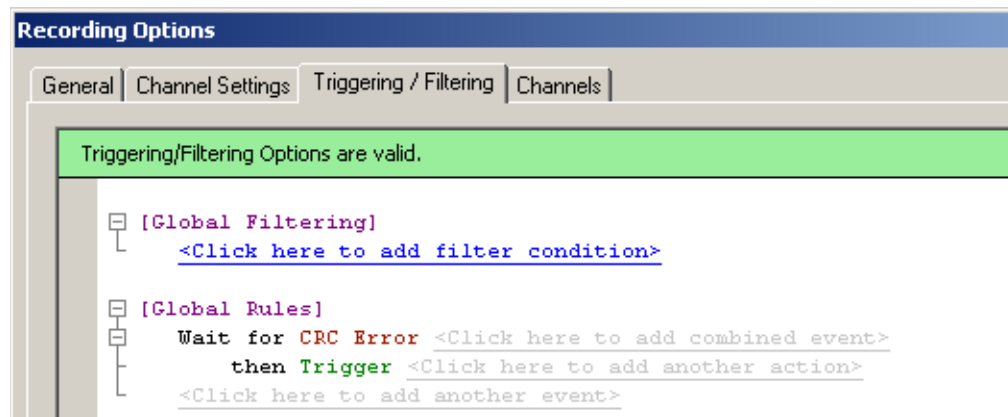 Recording Options
General Channel Settings Triggering / Filtering Channels
Triggering/Filtering Options are valid.
[Global Filtering]
<Click here to add filter condition>
[Global Rules]
Wait for CRC Error <Click here to add combined event>
then Trigger <Click here to add another action>
<Click here to add another event>